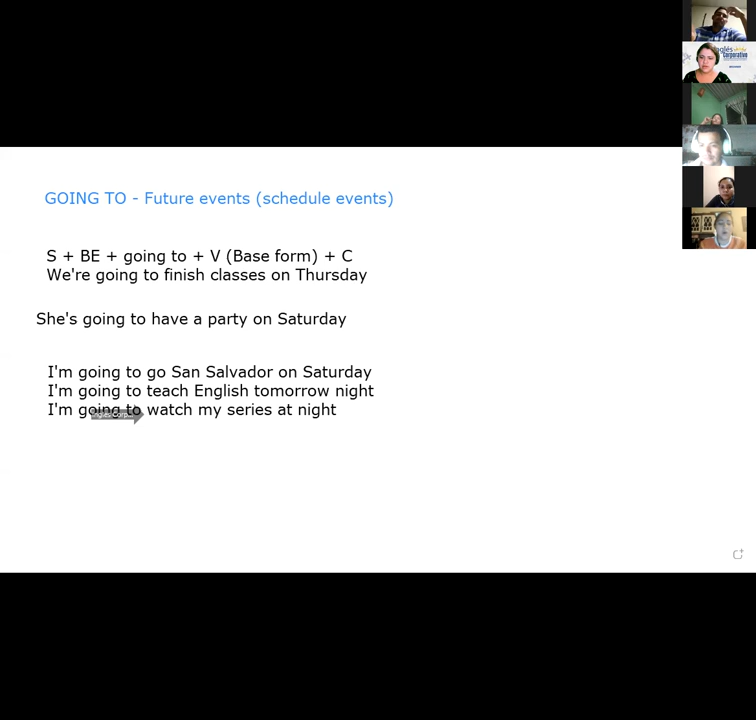 GOING TO - Future events (schedule events)
S + BE + going to + V (Base form) + C
We're going to finish classes on Thursday
She's going to have a party on Saturday
I'm going to go San Salvador on Saturday
I'm going to teach English tomorrow night
I'm going to watch my series at night
Inglés
Corporativo